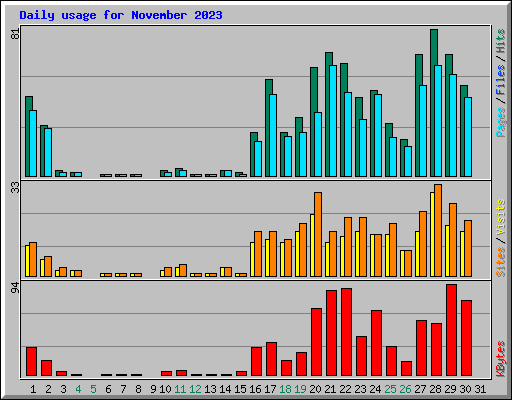 Daily usage for November 2023
81
33
94
Pages / Files / Hits
Sites / Visits
KBytes
1 2 3 4 5 6 7 8 9 10 11 12 13 14 15 16 17 18 19 20 21 22 23 24 25 26 27 28 29 30 31